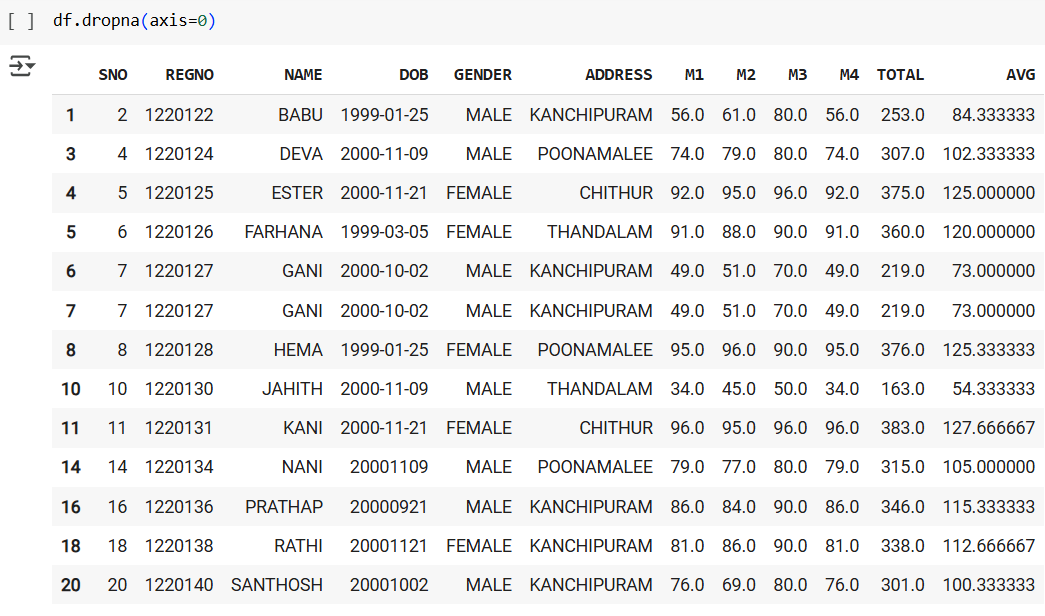 [ ] df.dropna(axis=0)
SNO REGNO NAME DOB GENDER ADDRESS M1 M2 M3 M4 TOTAL AVG
1 2 1220122 BABU 1999-01-25 MALE KANCHIPURAM 56.0 61.0 80.0 56.0 253.0 84.333333
3 4 1220124 DEVA 2000-11-09 MALE POONAMALEE 74.0 79.0 80.0 74.0 307.0 102.333333
4 5 1220125 ESTER 2000-11-21 FEMALE CHITHUR 92.0 95.0 96.0 92.0 375.0 125.000000
5 6 1220126 FARHANA 1999-03-05 FEMALE THANDALAM 91.0 88.0 90.0 91.0 360.0 120.000000
6 7 1220127 GANI 2000-10-02 MALE KANCHIPURAM 49.0 51.0 70.0 49.0 219.0 73.000000
7 7 1220127 GANI 2000-10-02 MALE KANCHIPURAM 49.0 51.0 70.0 49.0 219.0 73.000000
8 8 1220128 HEMA 1999-01-25 FEMALE POONAMALEE 95.0 96.0 90.0 95.0 376.0 125.333333
10 10 1220130 JAHITH 2000-11-09 MALE THANDALAM 34.0 45.0 50.0 34.0 163.0 54.333333
11 11 1220131 KANI 2000-11-21 FEMALE CHITHUR 96.0 95.0 96.0 96.0 383.0 127.666667
14 14 1220134 NANI 20001109 MALE POONAMALEE 79.0 77.0 80.0 79.0 315.0 105.000000
16 16 1220136 PRATHAP 20000921 MALE KANCHIPURAM 86.0 84.0 90.0 86.0 346.0 115.333333
18 18 1220138 RATHI 20001121 FEMALE KANCHIPURAM 81.0 86.0 90.0 81.0 338.0 112.666667
20 20 1220140 SANTHOSH 20001002 MALE KANCHIPURAM 76.0 69.0 80.0 76.0 301.0 100.333333